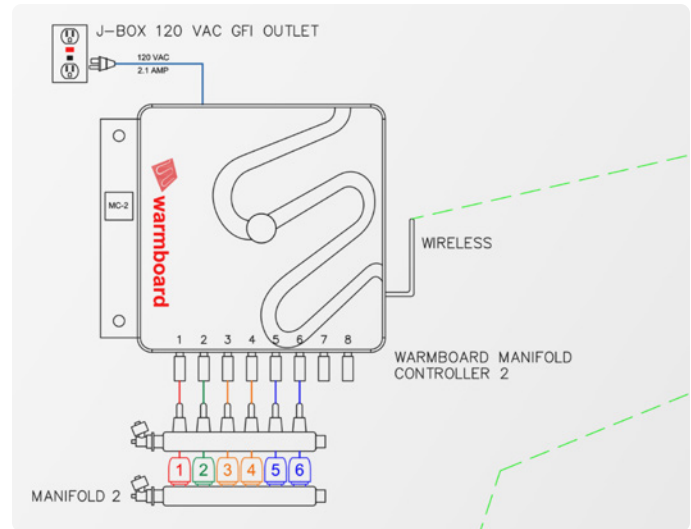 J-BOX 120 VAC GFI OUTLET
120 VAC
2.1 AMP
MC-2
warmboard
WIRELESS
1 2 3 4 5 6 7 8
WARMBOARD MANIFOLD
CONTROLLER 2
1 2 3 4 5 6
MANIFOLD 2